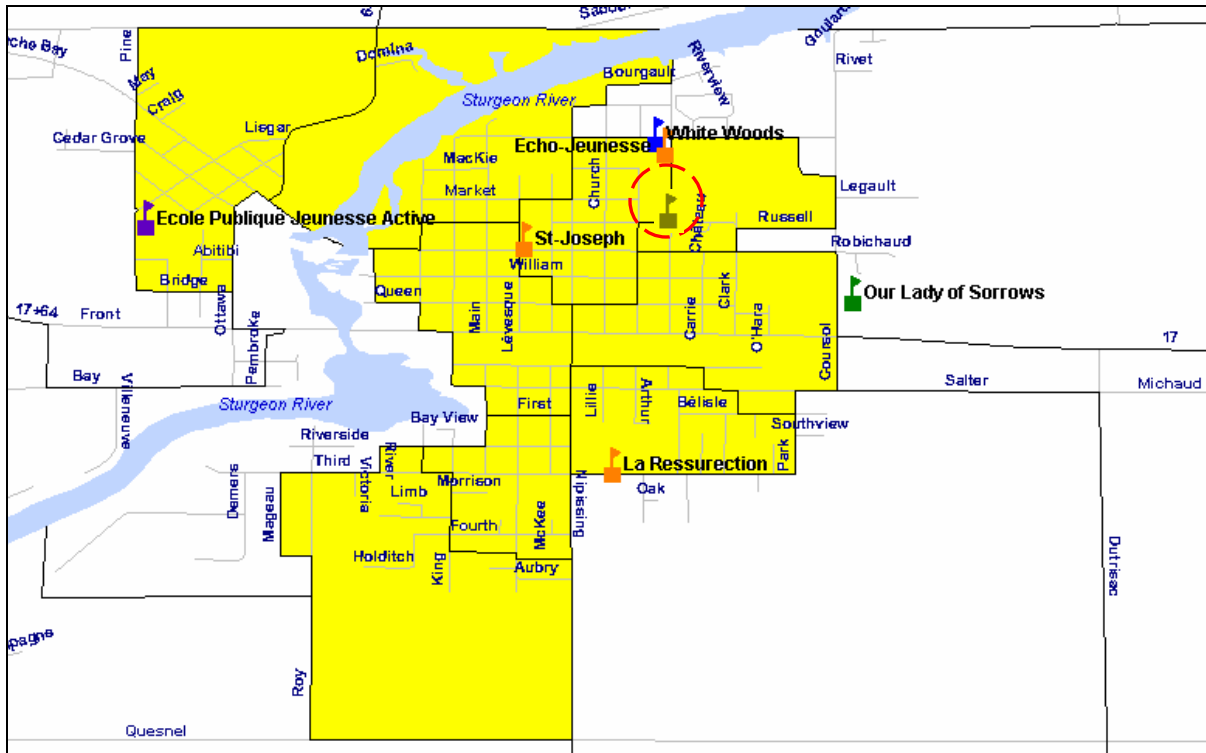 Pine
Domina
Goulard
Rivet
Riverview
Bourgault
May
Craig
Sturgeon River
Cedar Grove
Lisgar
White Woods
Echo-Jeunesse
MacKie
Market
Church
Legault
Ecole Publique Jeunesse Active
Chateau
Russell
St-Joseph
Robichaud
Abitibi
William
Bridge
Queen
Our Lady of Sorrows
Clark
17+64
Front
Ottawa
Main
Lévesque
Carrie
O'Hara
17
Pembroke
Counsol
Bay
Villeneuve
Salter
Michaud
Sturgeon River
First
Lillie
Arthur
Bélisle
Bay View
Southview
Riverside
Third
River
Victoria
La Ressurection
Park
Demers
Limb
Morrison
Nipissing
Oak
Mageau
Fourth
McKee
Holditch
King
Aubry
Dutrisac
Roy
Quesnel